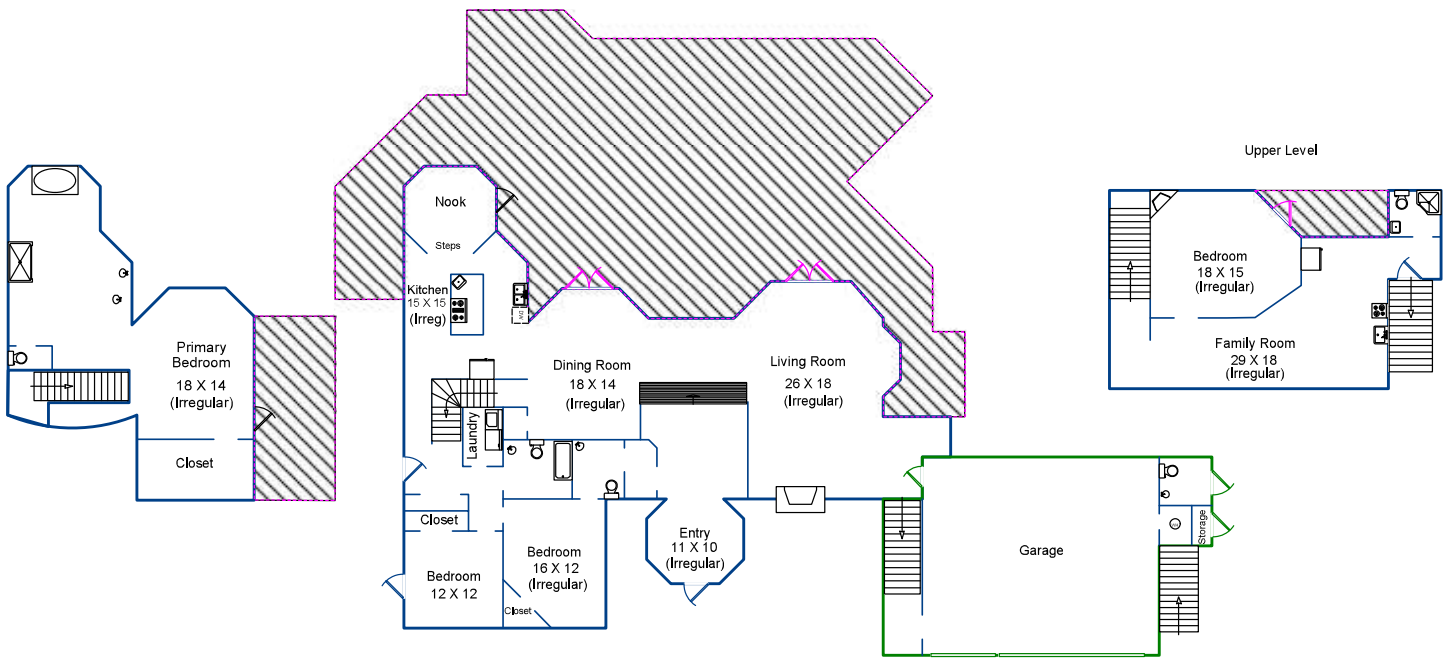 Upper Level
Primary
Bedroom
18 X 14
(Irregular)
Closet
Nook
Steps
Kitchen
15 X 15
(Irreg)
DW
Dining Room
18 X 14
(Irregular)
Living Room
26 X 18
(Irregular)
Laundry
Closet
Bedroom
12 X 12
Bedroom
16 X 12
(Irregular)
Closet
Entry
11 X 10
(Irregular)
Garage
Storage
Bedroom
18 X 15
(Irregular)
Family Room
29 X 18
(Irregular)